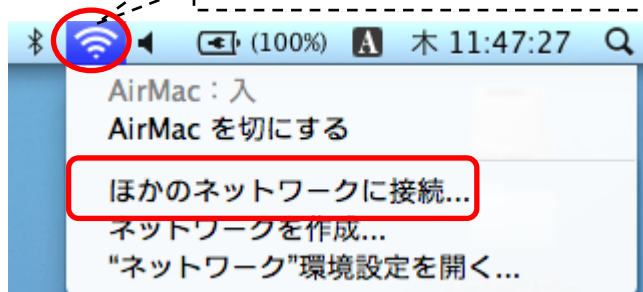 (100%) A 木 11:47:27
AirMac：入
AirMac を切にする
ほかのネットワークに接続...
ネットワークを作成...
“ネットワーク”環境設定を開く...